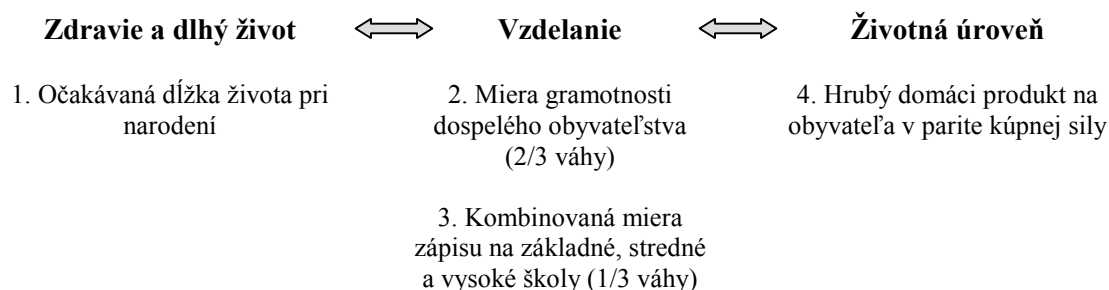 Zdravie a dlhý život
Vzdelanie
Životná úroveň
1. Očakávaná dĺžka života pri
narodení
2. Miera gramotnosti
dospelého obyvateľstva
(2/3 váhy)
3. Kombinovaná miera
zápisu na základné, stredné
a vysoké školy (1/3 váhy)
4. Hrubý domáci produkt na
obyvateľa v parite kúpnej sily